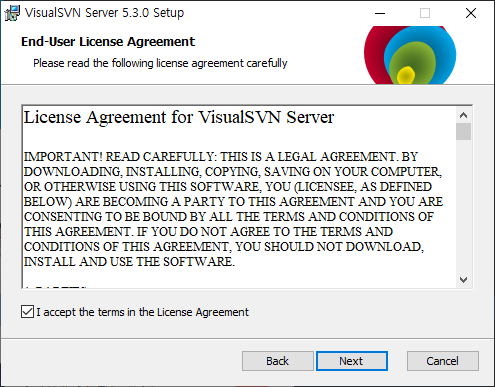 VisualSVN Server 5.3.0 Setup
End-User License Agreement
Please read the following license agreement carefully
License Agreement for VisualSVN Server
IMPORTANT! READ CAREFULLY: THIS IS A LEGAL AGREEMENT. BY
DOWNLOADING, INSTALLING, COPYING, SAVING ON YOUR COMPUTER,
OR OTHERWISE USING THIS SOFTWARE, YOU (LICENSEE, AS DEFINED
BELOW) ARE BECOMING A PARTY TO THIS AGREEMENT AND YOU ARE
CONSENTING TO BE BOUND BY ALL THE TERMS AND CONDITIONS OF
THIS AGREEMENT. IF YOU DO NOT AGREE TO THE TERMS AND
CONDITIONS OF THIS AGREEMENT, YOU SHOULD NOT DOWNLOAD,
INSTALL AND USE THE SOFTWARE.
I accept the terms in the License Agreement
Back
Next
Cancel